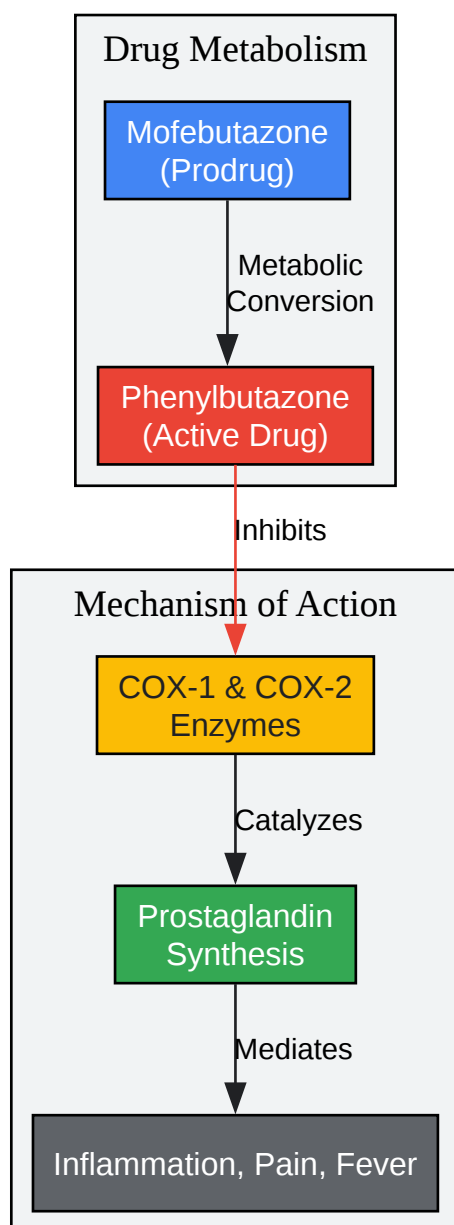 Drug Metabolism
Mofebutazone
(Prodrug)
Metabolic
Conversion
Phenylbutazone
(Active Drug)
Inhibits
Mechanism of Action
COX-1 & COX-2
Enzymes
Catalyzes
Prostaglandin
Synthesis
Mediates
Inflammation, Pain, Fever